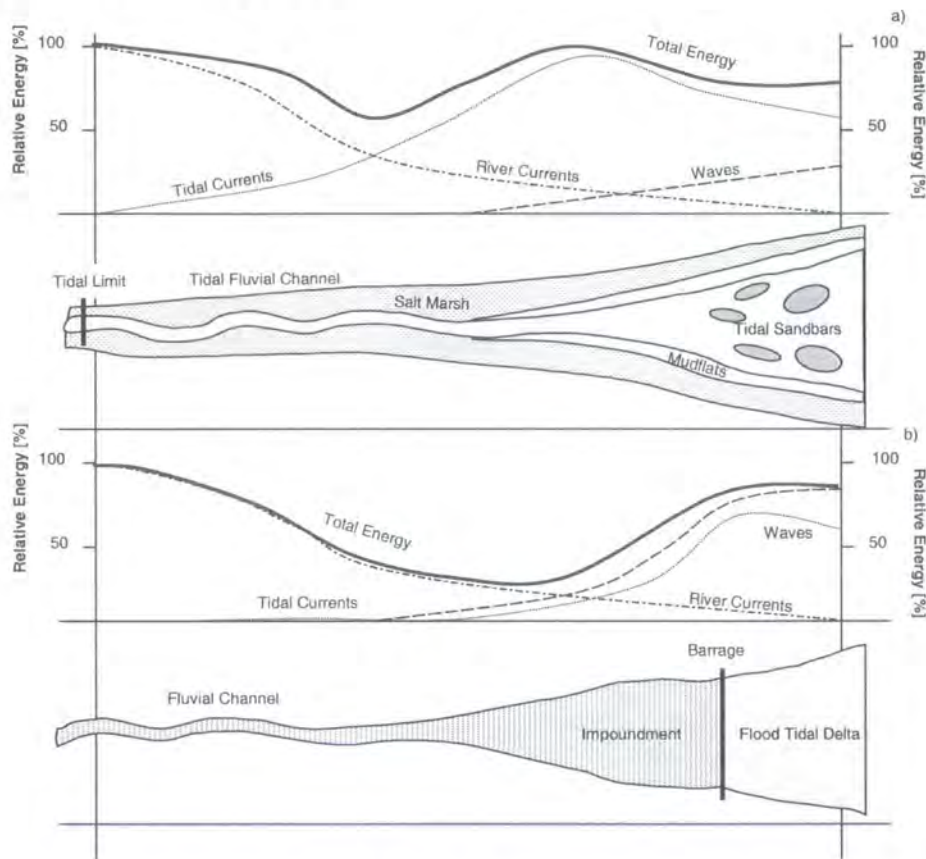 a)
100
100
Total Energy
Relative Energy [%]
Relative Energy [%]
50
50
Tidal Currents
River Currents
Waves
Tidal Limit
Tidal Fluvial Channel
Salt Marsh
Tidal Sandbars
Mudflats
b)
100
100
Relative Energy [%]
Relative Energy [%]
Total Energy
50
50
Waves
Tidal Currents
River Currents
Barrage
Fluvial Channel
Impoundment
Flood Tidal Delta